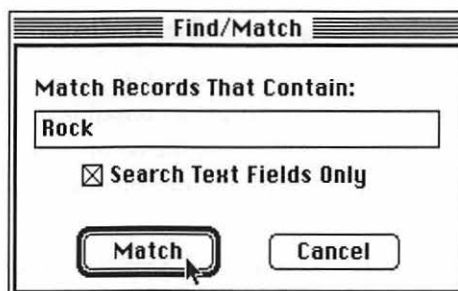 Find/Match
Match Records That Contain:
Rock
Search Text Fields Only
Match Cancel